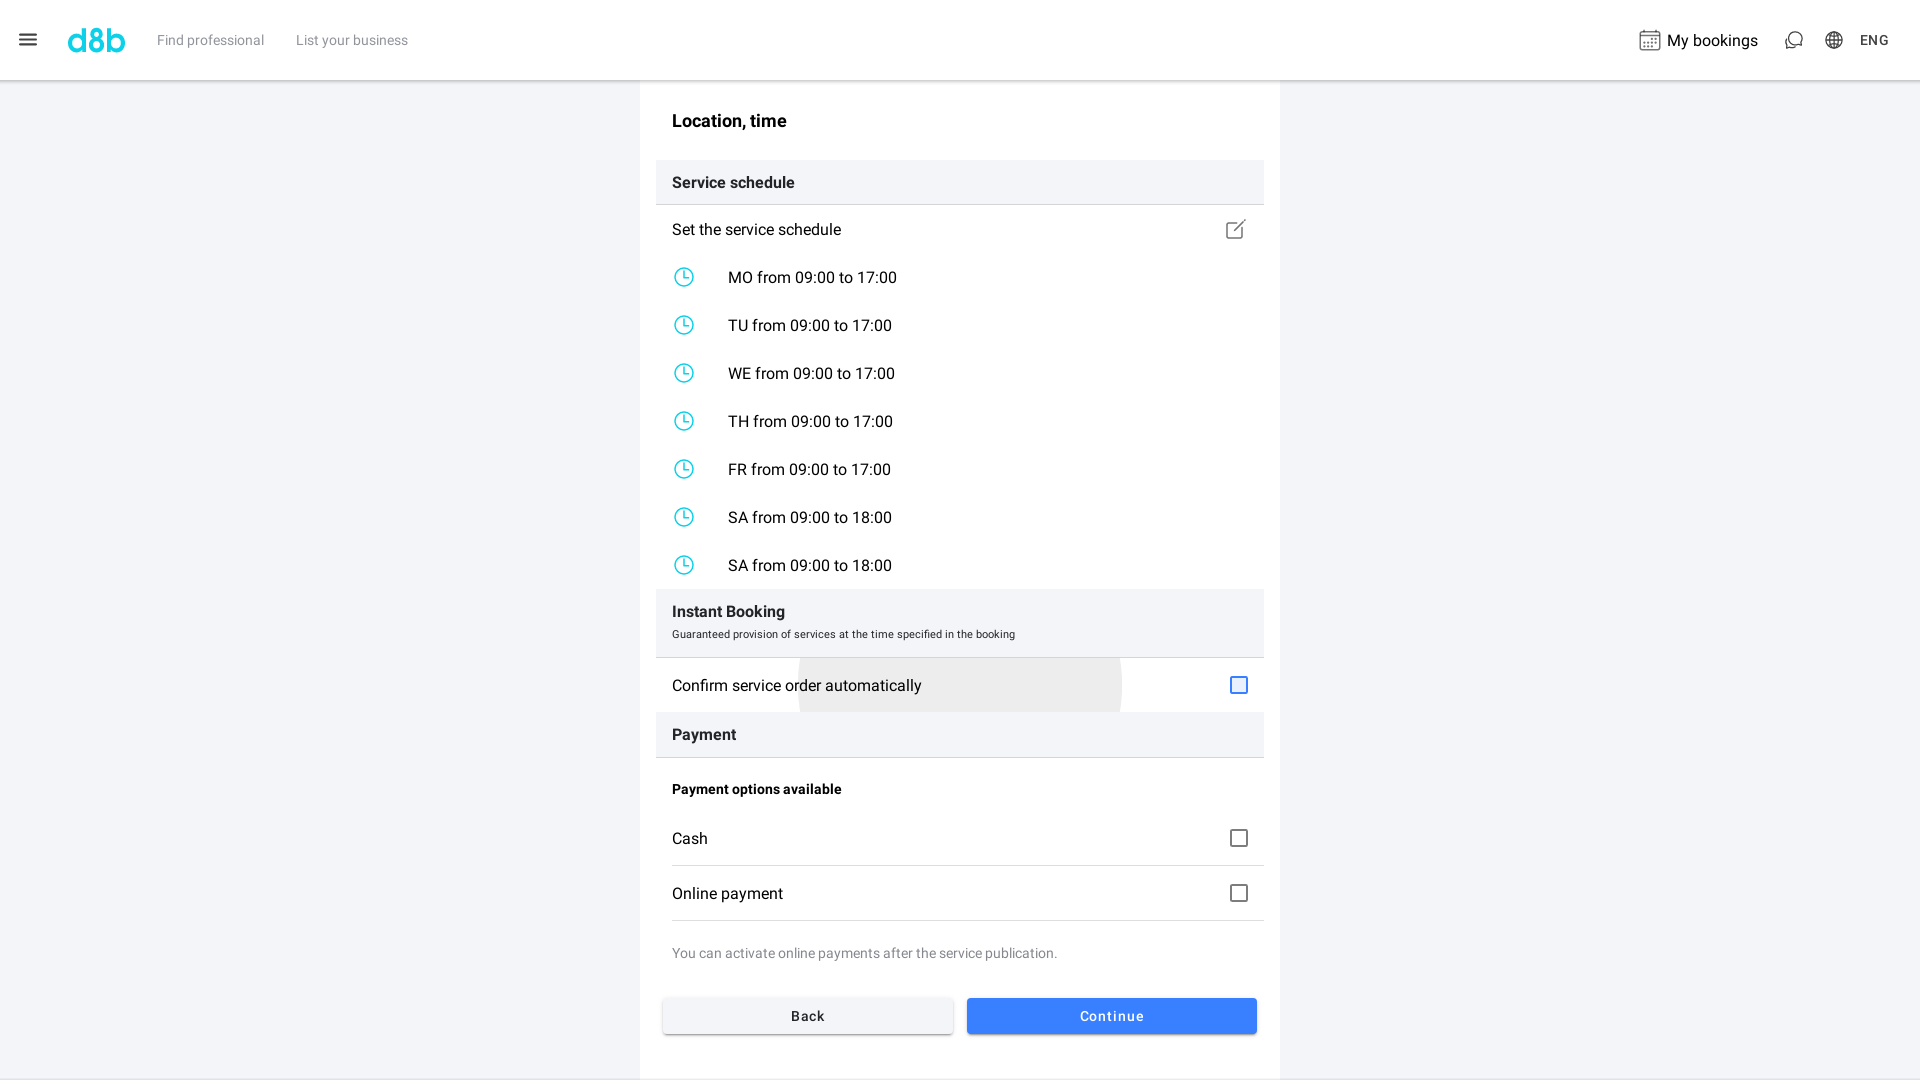 d8b
Find professional
List your business
My bookings
ENG
Location, time
Service schedule
Set the service schedule
MO from 09:00 to 17:00
TU from 09:00 to 17:00
WE from 09:00 to 17:00
TH from 09:00 to 17:00
FR from 09:00 to 17:00
SA from 09:00 to 18:00
SA from 09:00 to 18:00
Instant Booking
Guaranteed provision of services at the time specified in the booking
Confirm service order automatically
Payment
Payment options available
Cash
Online payment
You can activate online payments after the service publication.
Back
Continue